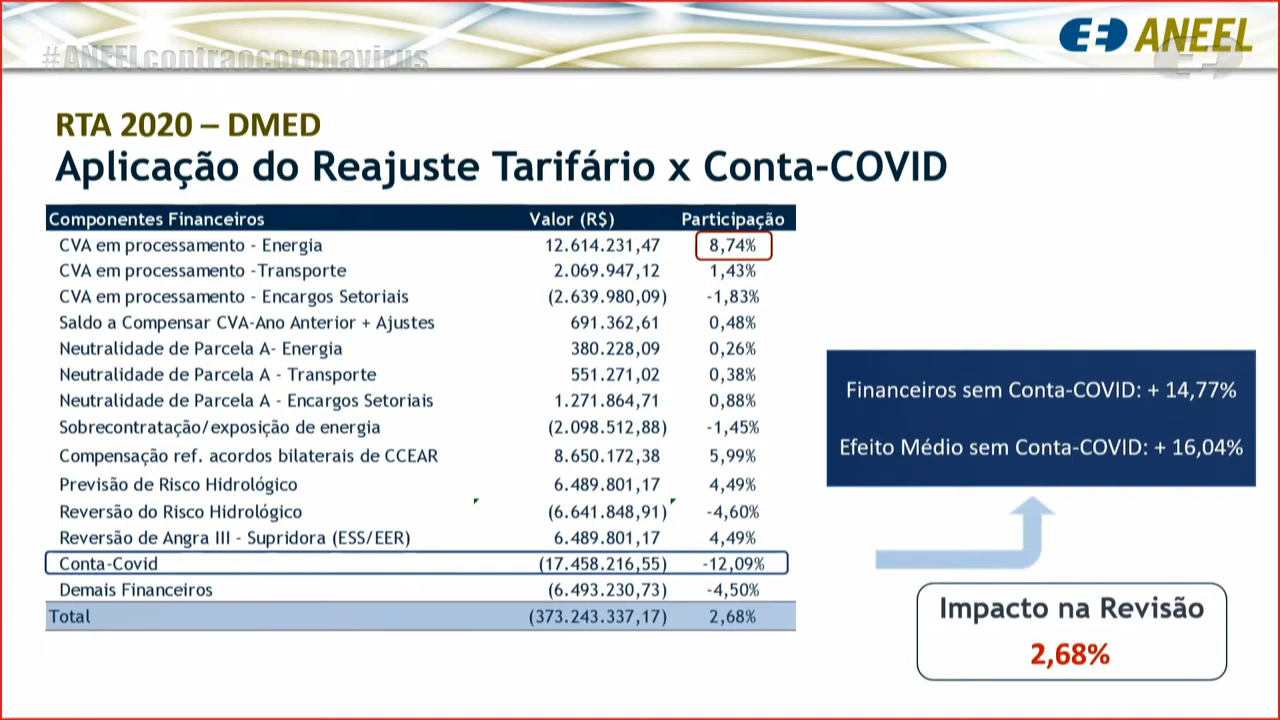 #ANEELcontraocoronavirus
ANEEL
RTA 2020 – DMED
Aplicação do Reajuste Tarifário x Conta-COVID
Componentes Financeiros Valor (R$) Participação
CVA em processamento - Energia 12.614.231,47 8,74%
CVA em processamento -Transporte 2.069.947,12 1,43%
CVA em processamento - Encargos Setoriais (2.639.980,09) -1,83%
Saldo a Compensar CVA-Ano Anterior + Ajustes 691.362,61 0,48%
Neutralidade de Parcela A- Energia 380.228,09 0,26%
Neutralidade de Parcela A - Transporte 551.271,02 0,38%
Neutralidade de Parcela A - Encargos Setoriais 1.271.864,71 0,88%
Sobrecontratação/exposição de energia (2.098.512,88) -1,45%
Compensação ref. acordos bilaterais de CCEAR 8.650.172,38 5,99%
Previsão de Risco Hidrológico 6.489.801,17 4,49%
Reversão do Risco Hidrológico (6.641.848,91) -4,60%
Reversão de Angra III - Supridora (ESS/EER) 6.489.801,17 4,49%
Conta-Covid (17.458.216,55) -12,09%
Demais Financeiros (6.493.230,73) -4,50%
Total (373.243.337,17) 2,68%
Financeiros sem Conta-COVID: + 14,77%
Efeito Médio sem Conta-COVID: + 16,04%
Impacto na Revisão
2,68%